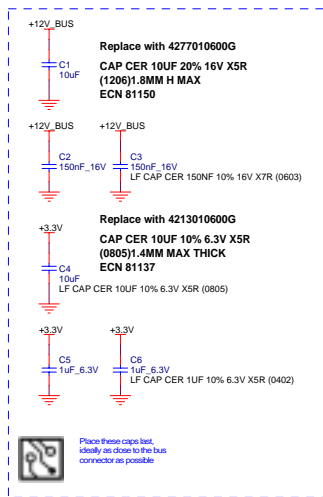 +12V_BUS
C1
10uF
Replace with 4277010600G
CAP CER 10UF 20% 16V X5R
(1206)1.8MM H MAX
ECN 81150
+12V_BUS +12V_BUS
C2 C3
150nF_16V 150nF_16V
LF CAP CER 150NF 10% 16V X7R (0603)
Replace with 4213010600G
CAP CER 10UF 10% 6.3V X5R
(0805)1.4MM MAX THICK
ECN 81137
+3.3V
C4
10uF
LF CAP CER 10UF 10% 6.3V X5R (0805)
+3.3V +3.3V
C5 C6
1uF_6.3V 1uF_6.3V
LF CAP CER 1UF 10% 6.3V X5R (0402)
Place these caps last,
ideally as close to the bus
connector as possible